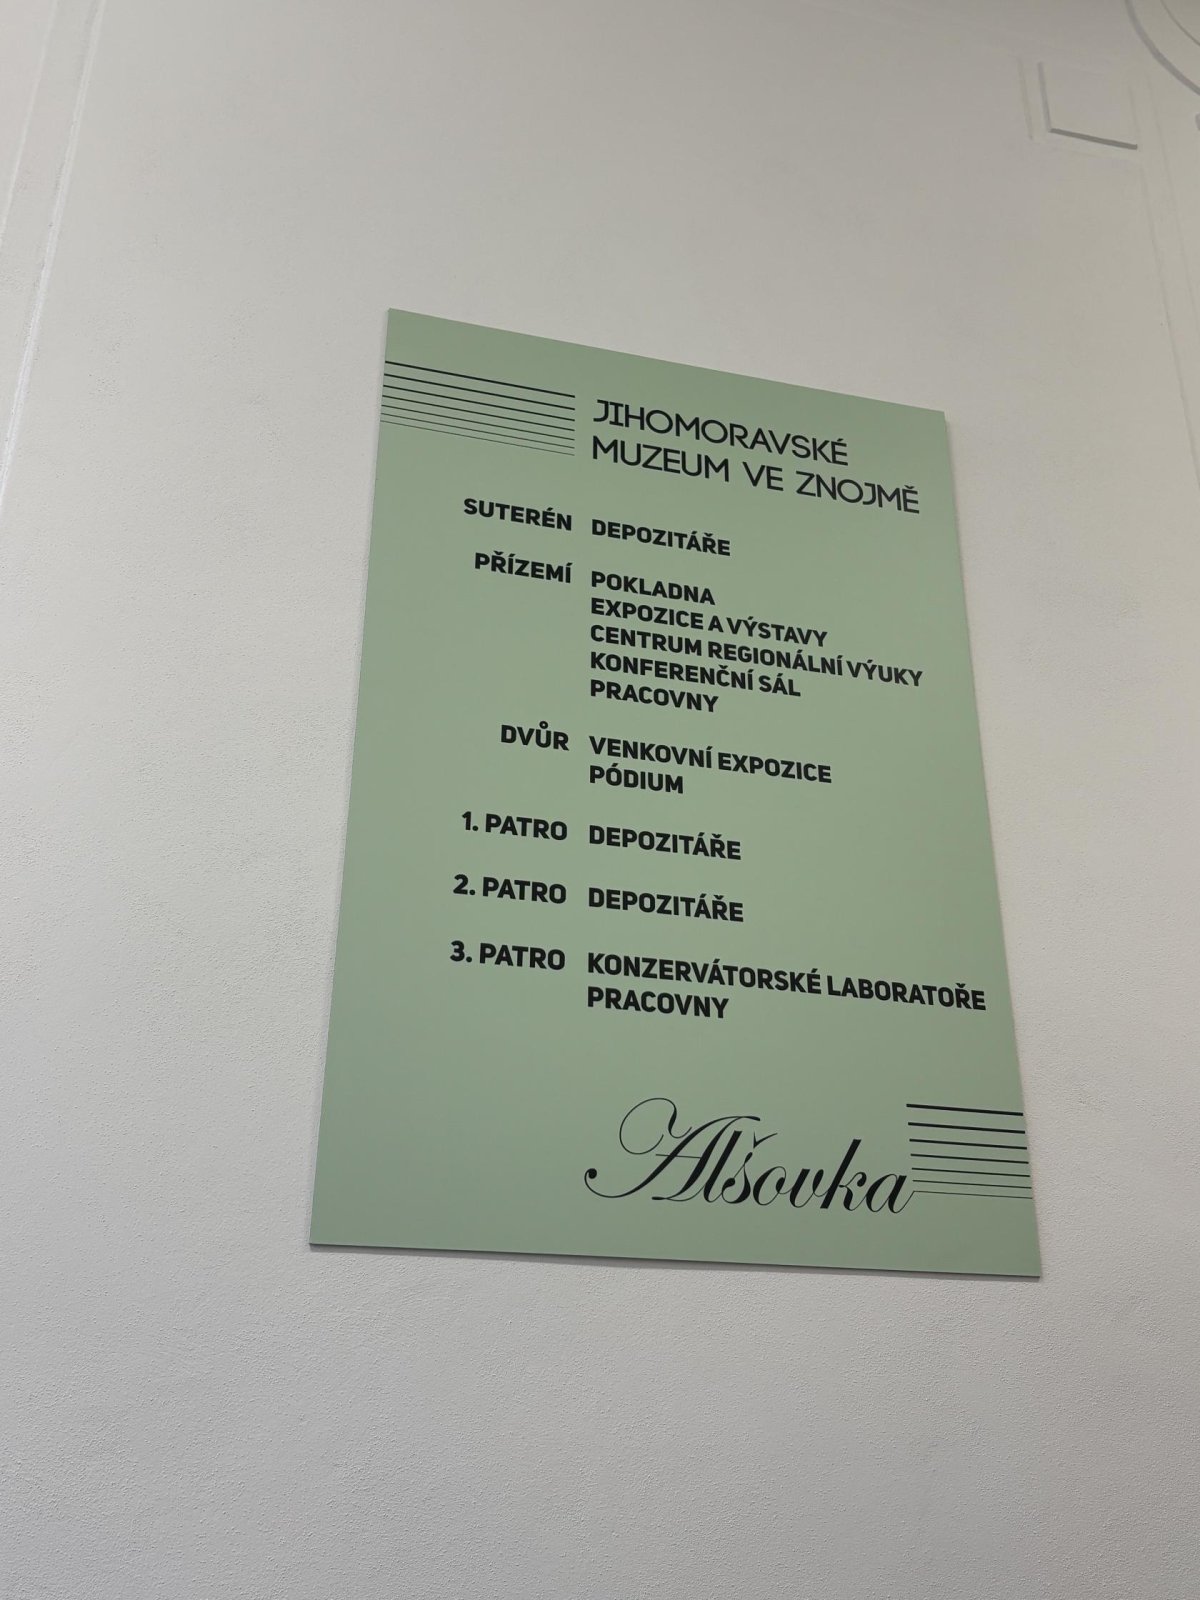 JIHOMORAVSKÉ
MUZEUM VE ZNOJMĚ
SUTERÉN DEPOZITÁŘE
PŘÍZEMÍ POKLADNA
EXPOZICE A VÝSTAVY
CENTRUM REGIONÁLNÍ VÝUKY
KONFERENČNÍ SÁL
PRACOVNY
DVŮR VENKOVNÍ EXPOZICE
PÓDIUM
1. PATRO DEPOZITÁŘE
2. PATRO DEPOZITÁŘE
3. PATRO KONZERVÁTORSKÉ LABORATOŘE
PRACOVNY
Alšovka